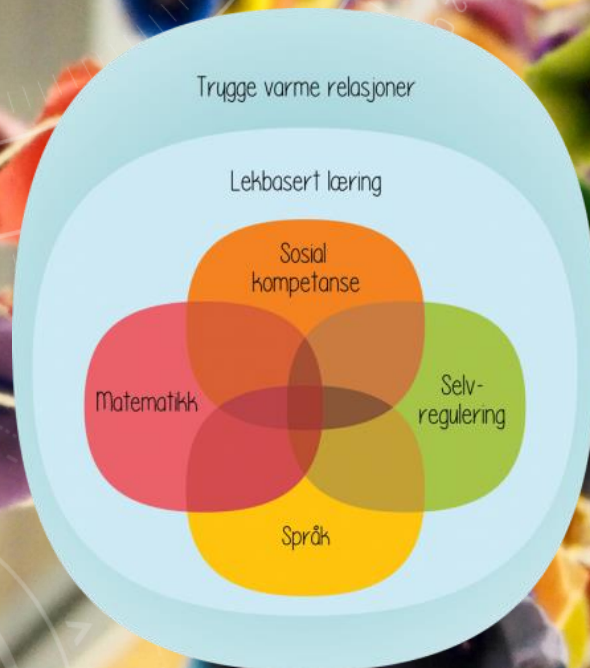 Trygge varme relasjoner
Lekbasert læring
Sosial
kompetanse
Matematikk
Selv-
regulering
Språk